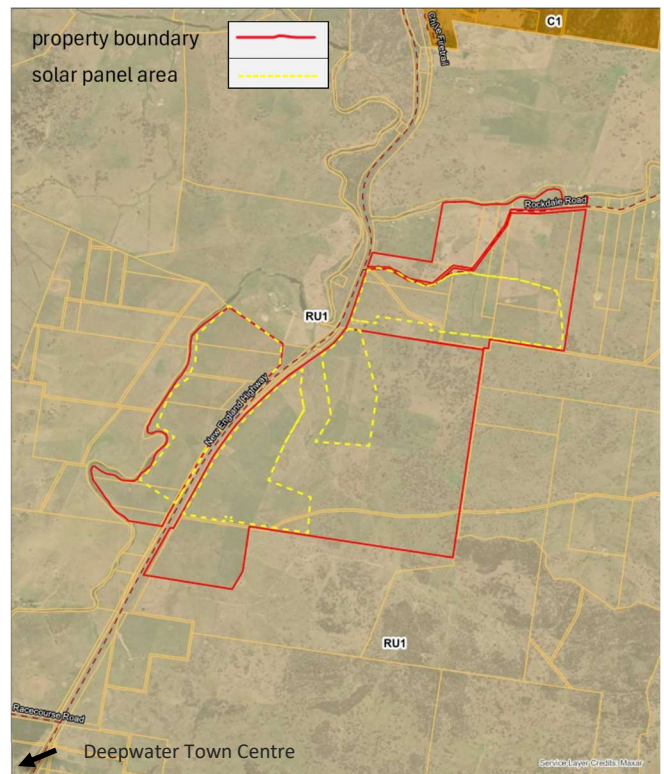 property boundary
solar panel area
C1
Rockdale Road
RU1
New England Highway
RU1
Racecourse Road
Deepwater Town Centre
Service Layer Credits: Maxar